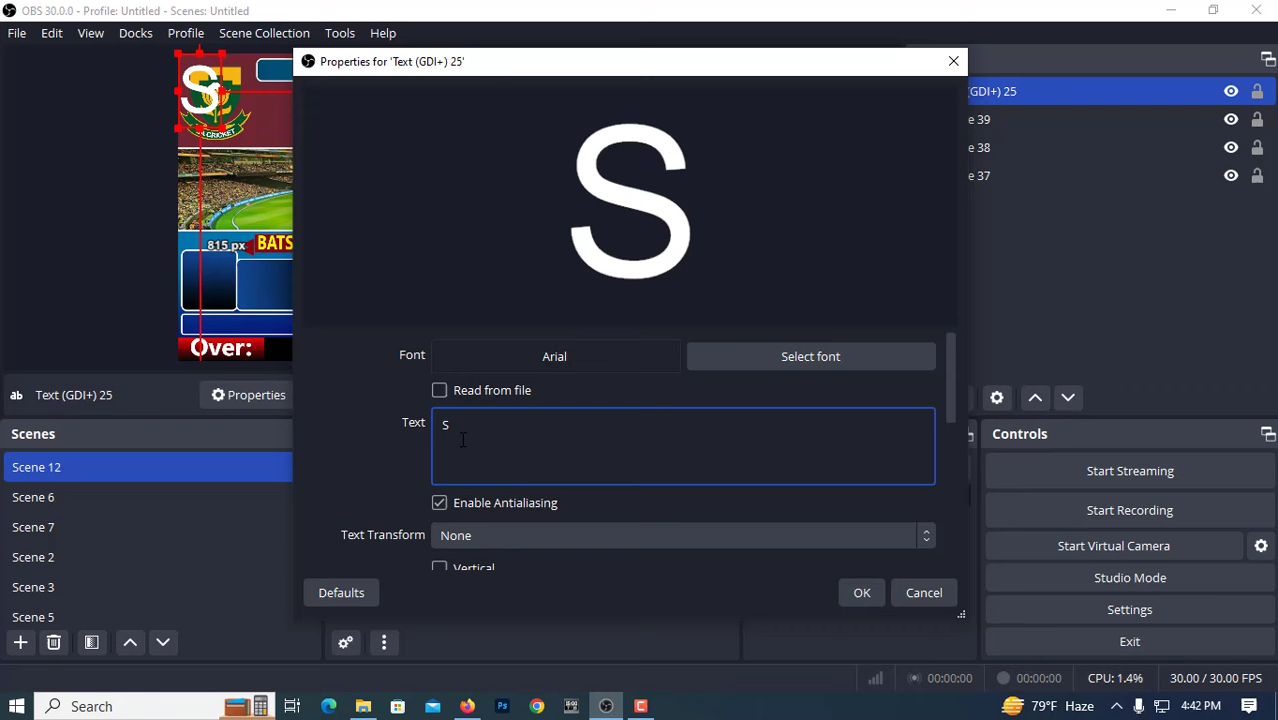 OBS 30.0.0 - Profile: Untitled - Scenes: Untitled
File Edit View Docks Profile Scene Collection Tools Help
Properties for 'Text (GDI+) 25'
S
S
S.A CRICKET
815 px
BATS
Over:
(GDI+) 25
e 39
e 38
e 37
Font Arial Select font
Read from file
Text S
Enable Antialiasing
Text Transform None
Vertical
Defaults OK Cancel
ab Text (GDI+) 25 Properties
Scenes
Scene 12
Scene 6
Scene 7
Scene 2
Scene 3
Scene 5
Controls
Start Streaming
Start Recording
Start Virtual Camera
Studio Mode
Settings
Exit
00:00:00 00:00:00 CPU: 1.4% 30.00 / 30.00 FPS
Search Ps 79°F Haze 4:42 PM